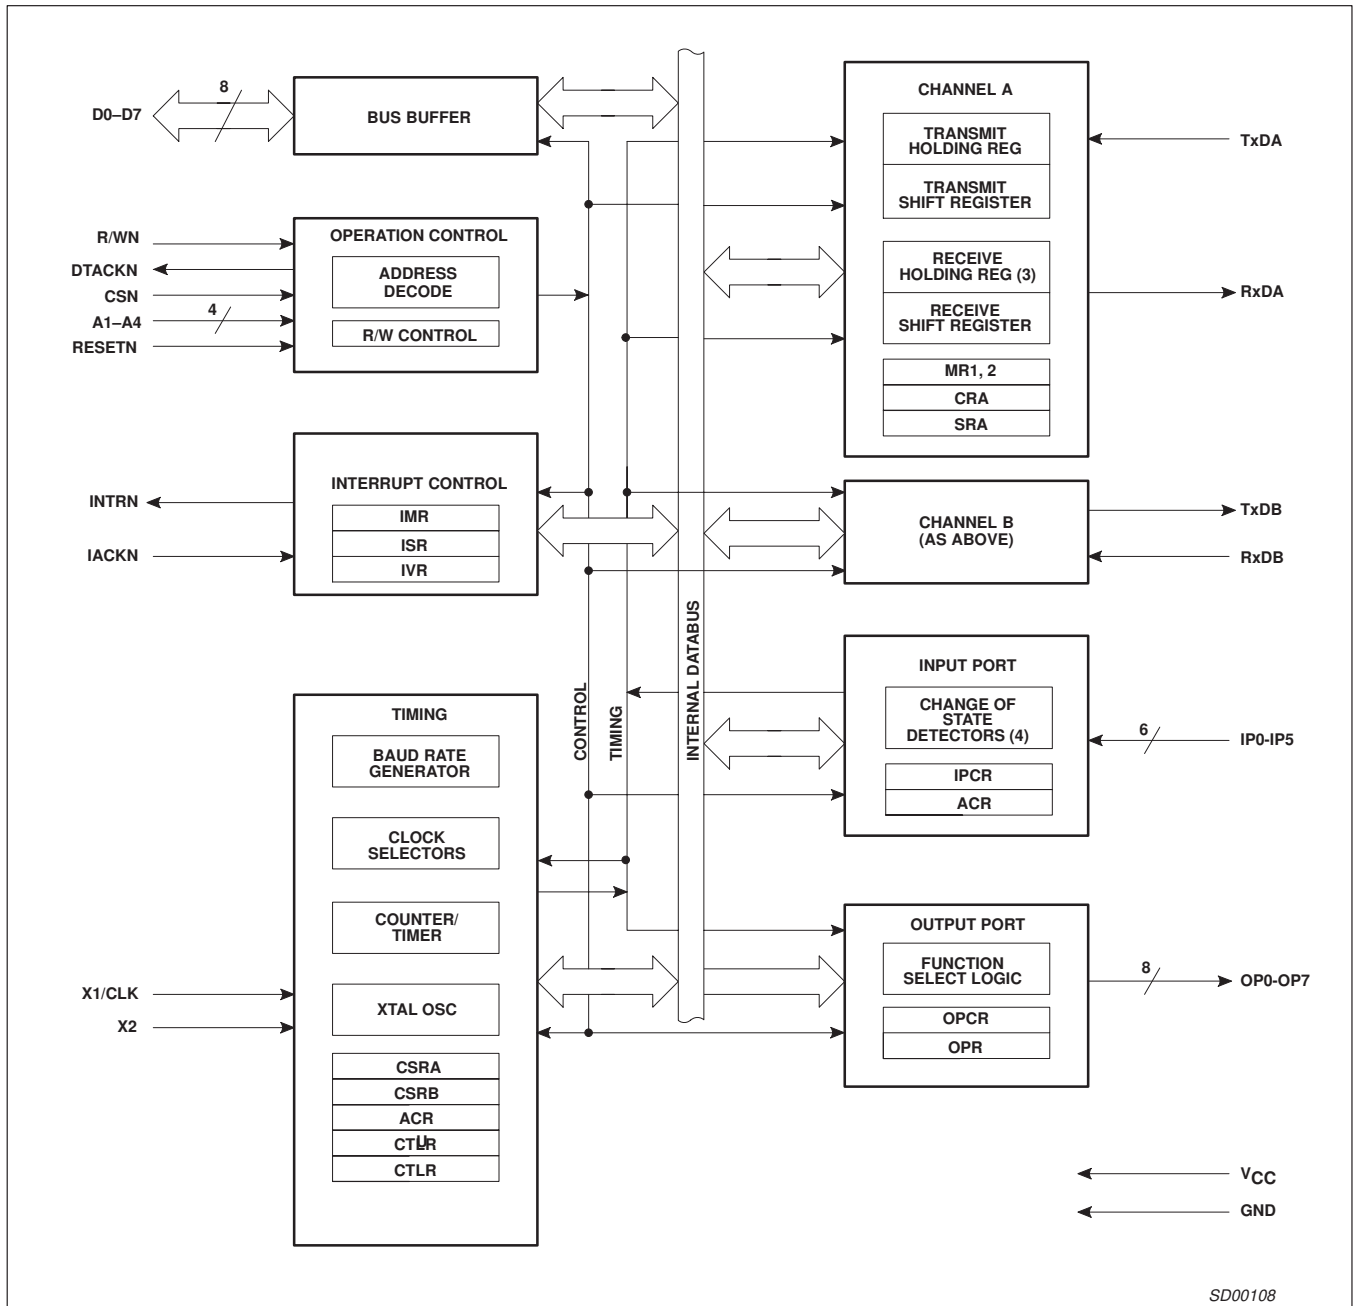 D0–D7
8
BUS BUFFER
R/WN
DTACKN
CSN
A1–A4
4
RESETN
OPERATION CONTROL
ADDRESS
DECODE
R/W CONTROL
INTRN
IACKN
INTERRUPT CONTROL
IMR
ISR
IVR
TIMING
BAUD RATE
GENERATOR
CLOCK
SELECTORS
COUNTER/
TIMER
X1/CLK
X2
XTAL OSC
CSRA
CSRB
ACR
CTLR
CTLR
CONTROL
TIMING
INTERNAL DATABUS
CHANNEL A
TRANSMIT
HOLDING REG
TRANSMIT
SHIFT REGISTER
RECEIVE
HOLDING REG (3)
RECEIVE
SHIFT REGISTER
MR1, 2
CRA
SRA
TxDA
RxDA
CHANNEL B
(AS ABOVE)
TxDB
RxDB
INPUT PORT
CHANGE OF
STATE
DETECTORS (4)
IPCR
ACR
6
IP0-IP5
OUTPUT PORT
FUNCTION
SELECT LOGIC
OPCR
OPR
8
OP0-OP7
VCC
GND
SD00108